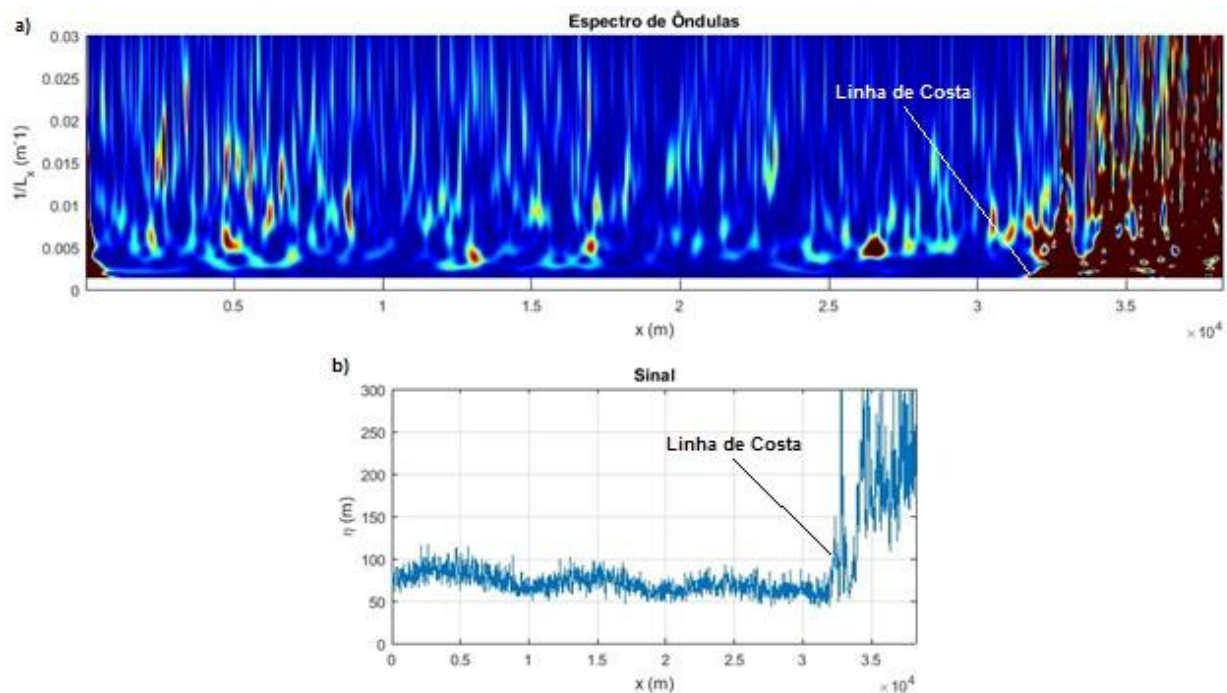 a)
Espectro de Ôndulas
0.03
0.025
0.02
0.015
0.01
0.005
0
1/L_x (m^-1)
Linha de Costa
0.5 1 1.5 2 2.5 3 3.5
x (m)
× 10^4
b)
Sinal
300
250
200
150
100
50
0
η (m)
Linha de Costa
0 0.5 1 1.5 2 2.5 3 3.5
x (m)
× 10^4